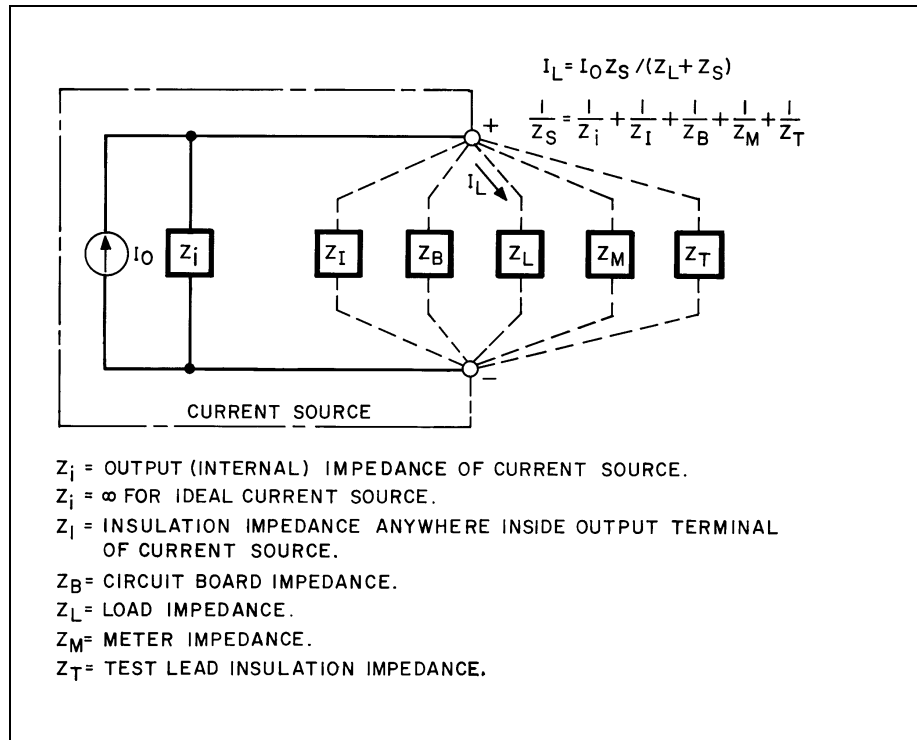 I_L = I_O Z_S /(Z_L + Z_S)
1/Z_S = 1/Z_i + 1/Z_I + 1/Z_B + 1/Z_M + 1/Z_T
+
I_L
I_O
Z_i
Z_I
Z_B
Z_L
Z_M
Z_T
−
CURRENT SOURCE
Z_i = OUTPUT (INTERNAL) IMPEDANCE OF CURRENT SOURCE.
Z_i = ∞ FOR IDEAL CURRENT SOURCE.
Z_I = INSULATION IMPEDANCE ANYWHERE INSIDE OUTPUT TERMINAL
OF CURRENT SOURCE.
Z_B = CIRCUIT BOARD IMPEDANCE.
Z_L = LOAD IMPEDANCE.
Z_M = METER IMPEDANCE.
Z_T = TEST LEAD INSULATION IMPEDANCE.